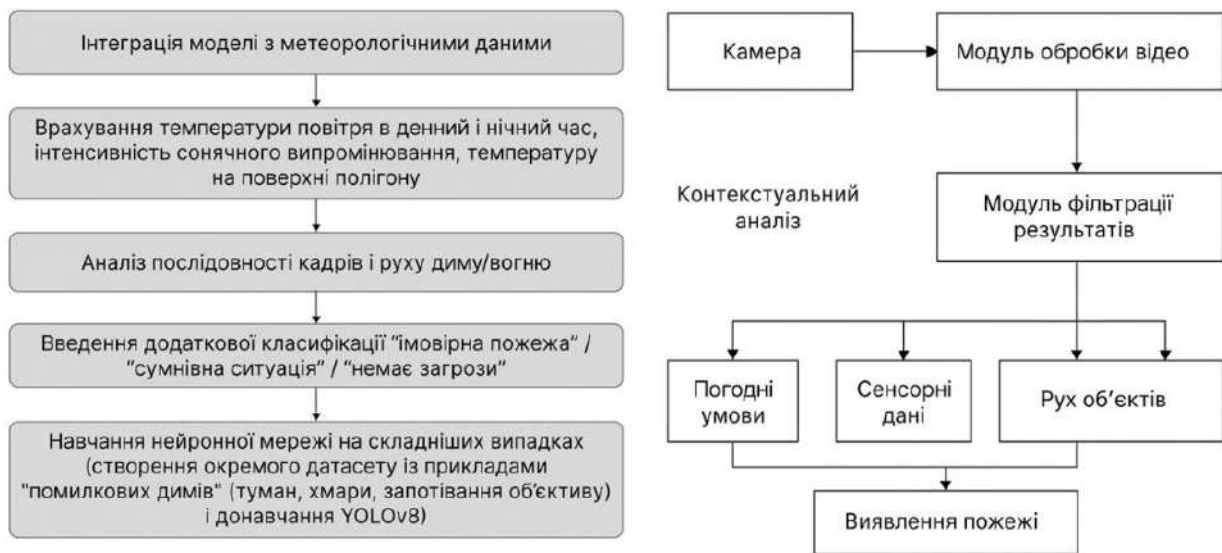 Інтеграція моделі з метеорологічними даними
Врахування температури повітря в денний і нічний час,
інтенсивність сонячного випромінювання, температуру
на поверхні полігону
Аналіз послідовності кадрів і руху диму/вогню
Введення додаткової класифікації "імовірна пожежа" /
"сумнівна ситуація" / "немає загрози"
Навчання нейронної мережі на складніших випадках
(створення окремого датасету із прикладами
"помилкових димів" (туман, хмари, запотівання об'єктиву)
і донавчання YOLOv8)
Камера
Модуль обробки відео
Контекстуальний
аналіз
Модуль фільтрації
результатів
Погодні
умови
Сенсорні
дані
Рух об'єктів
Виявлення пожежі